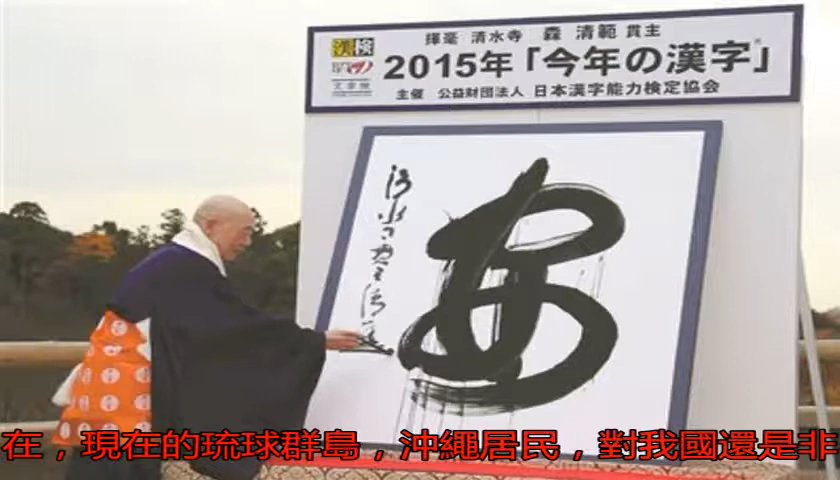 漢検
揮毫 清水寺 森 清範 貫主
2015年「今年の漢字」
主催 公益財団法人 日本漢字能力検定協会
安
在，現在的琉球群島，沖繩居民，對我國還是非